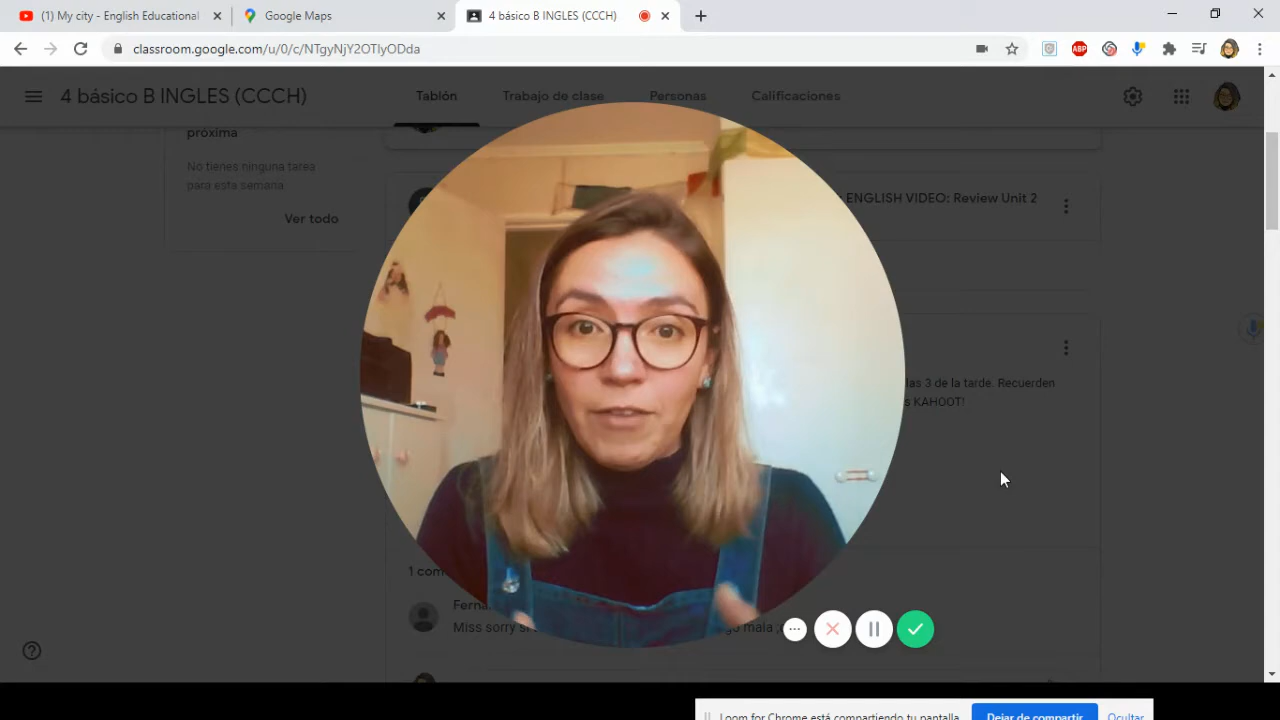 (1) My city - English Educational
Google Maps
4 básico B INGLES (CCCH)
classroom.google.com/u/0/c/NTgyNjY2OTIyODda
ABP
4 básico B INGLES (CCCH)
Tablón
Trabajo de clase
Personas
Calificaciones
próxima
No tienes ninguna tarea
para esta semana
Ver todo
ENGLISH VIDEO: Review Unit 2
las 3 de la tarde. Recuerden
KAHOOT!
1 com
Ferna
Miss sorry si
mala
Loom for Chrome está compartiendo tu pantalla.
Dejar de compartir
Ocultar